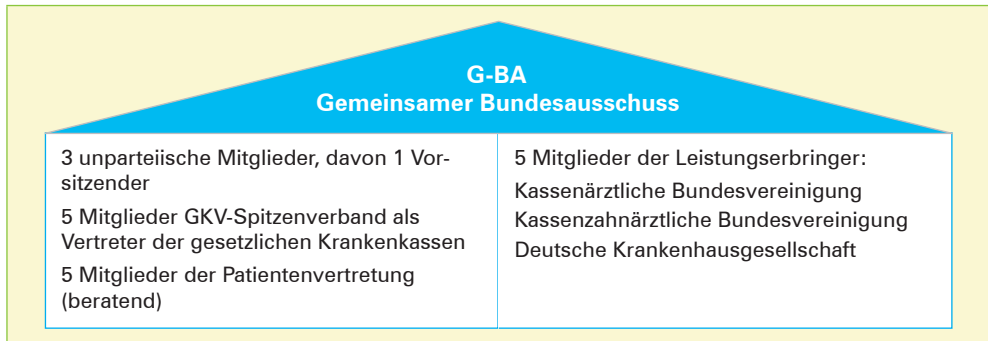 G-BA
Gemeinsamer Bundesausschuss
3 unparteiische Mitglieder, davon 1 Vor-
sitzender
5 Mitglieder GKV-Spitzenverband als
Vertreter der gesetzlichen Krankenkassen
5 Mitglieder der Patientenvertretung
(beratend)
5 Mitglieder der Leistungserbringer:
Kassenärztliche Bundesvereinigung
Kassenzahnärztliche Bundesvereinigung
Deutsche Krankenhausgesellschaft